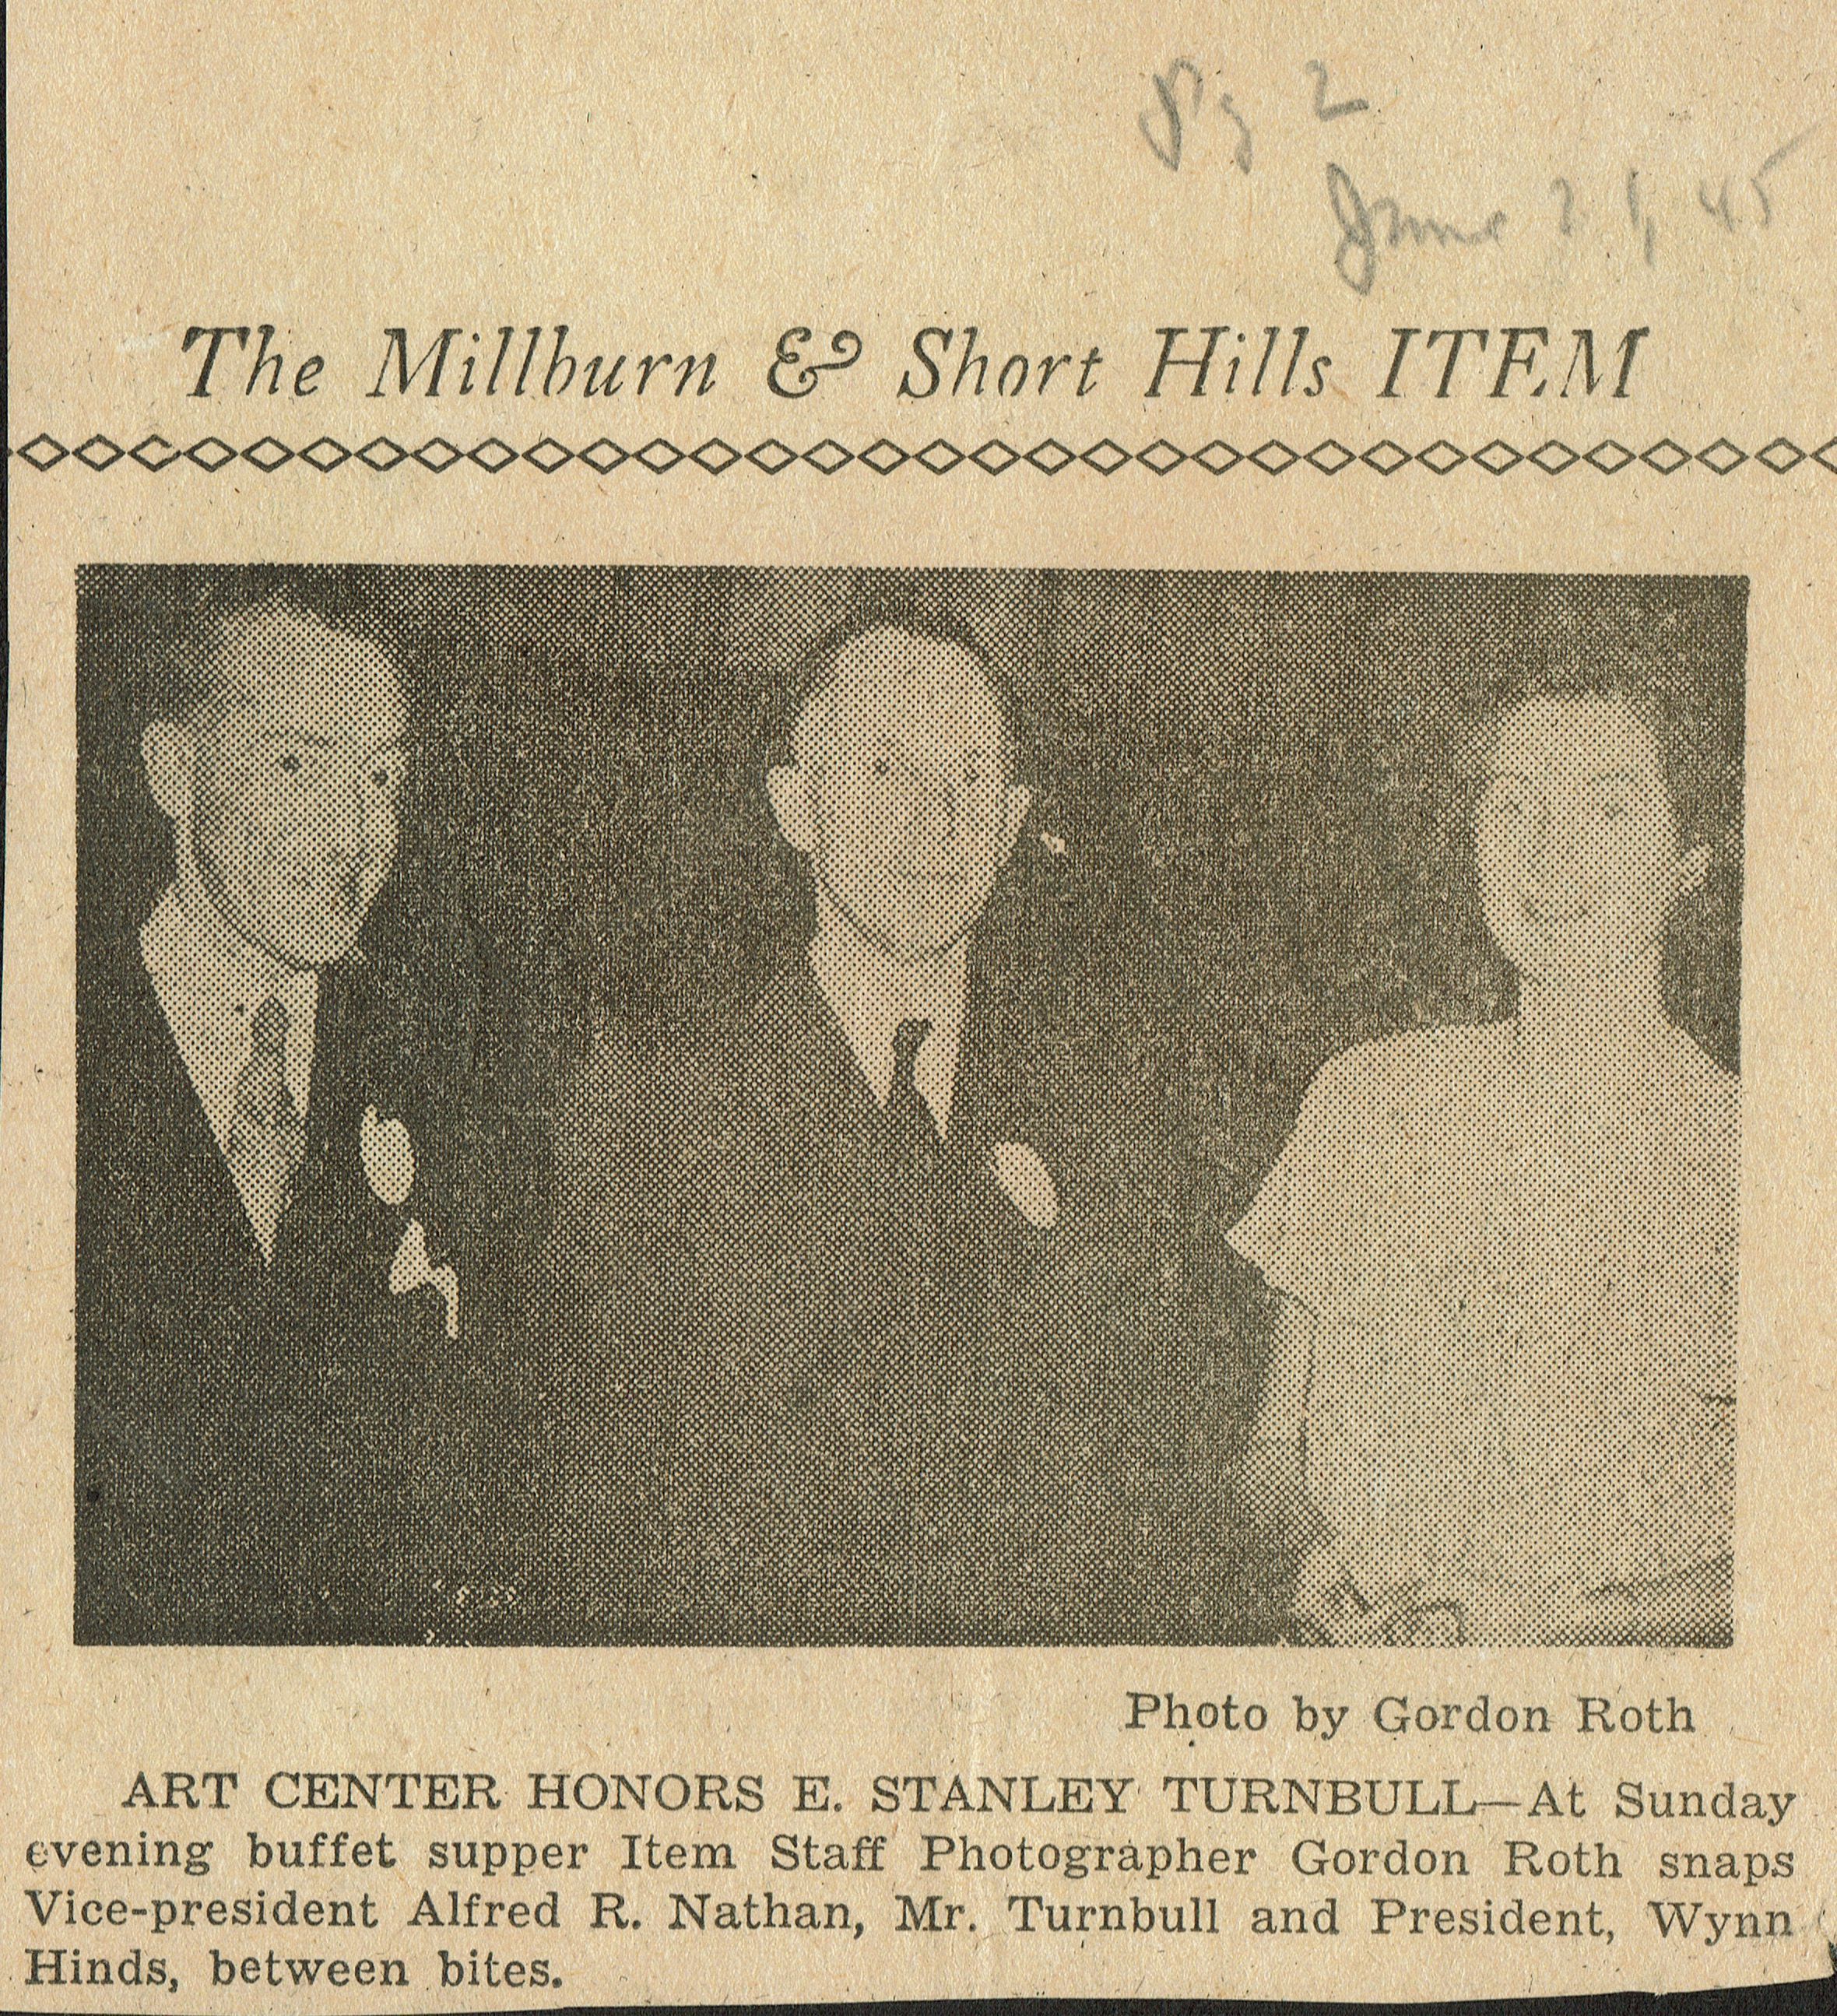 Pg 2
June 21, 45
The Millburn & Short Hills ITEM
Photo by Gordon Roth
ART CENTER HONORS E. STANLEY TURNBULL—At Sunday
evening buffet supper Item Staff Photographer Gordon Roth snaps
Vice-president Alfred R. Nathan, Mr. Turnbull and President, Wynn
Hinds, between bites.